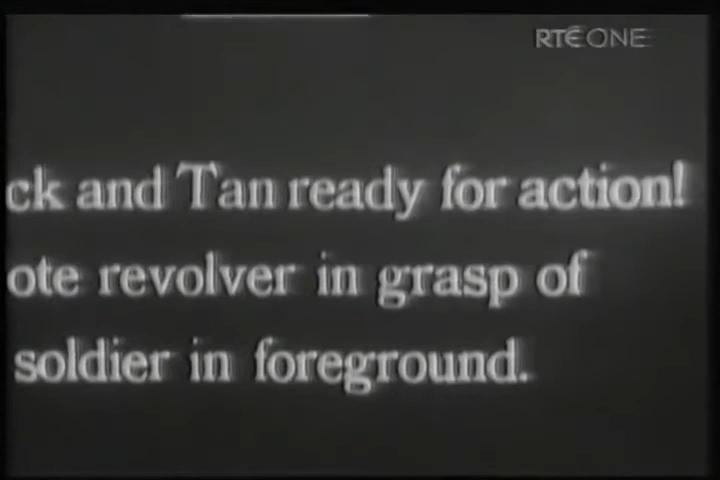 RTÉ ONE
ck and Tan ready for action!
ote revolver in grasp of
soldier in foreground.